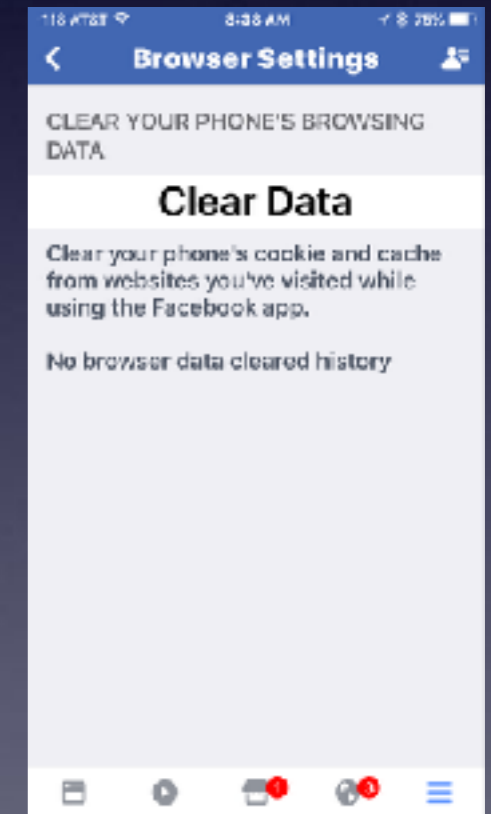 8:38 AM
Browser Settings
CLEAR YOUR PHONE'S BROWSING
DATA
Clear Data
Clear your phone's cookie and cache
from websites you've visited while
using the Facebook app.
No browser data cleared history